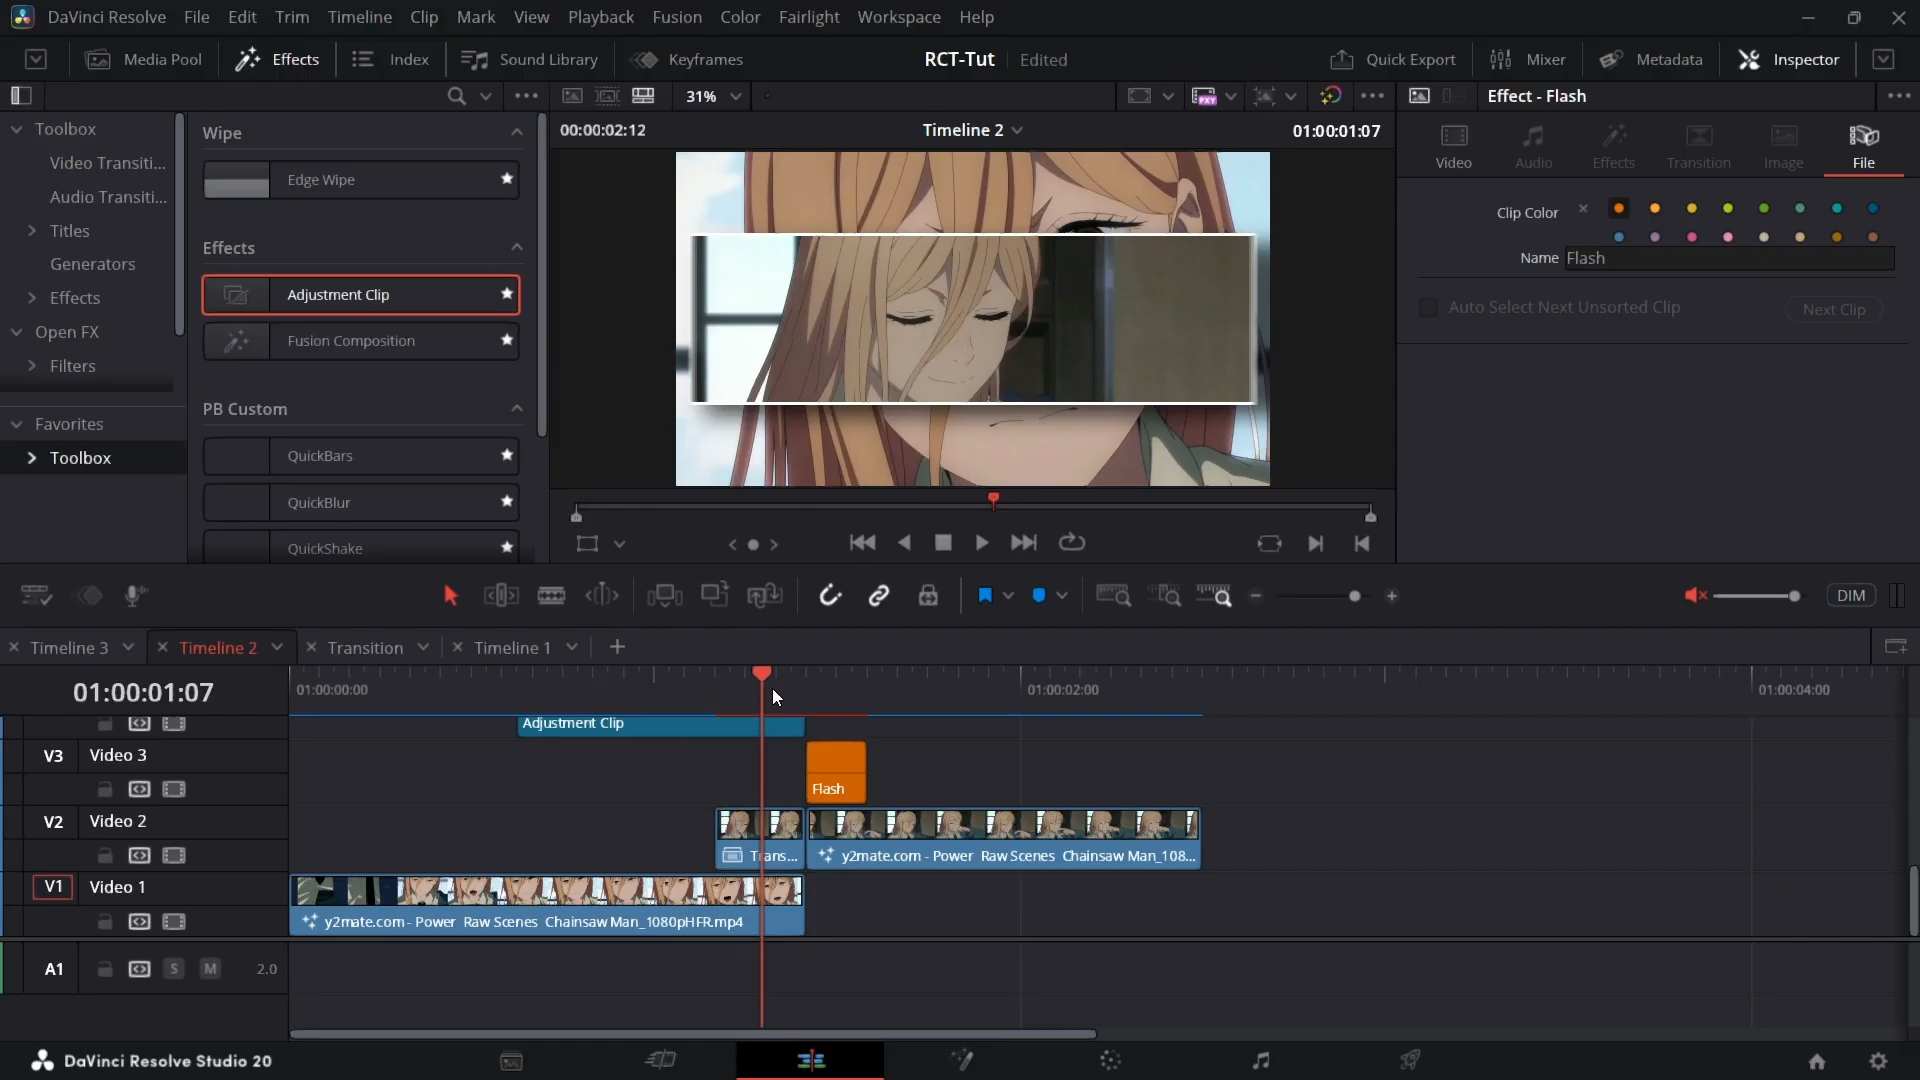 DaVinci Resolve File Edit Trim Timeline Clip Mark View Playback Fusion Color Fairlight Workspace Help
Media Pool Effects Index Sound Library Keyframes RCT-Tut Edited Quick Export Mixer Metadata Inspector
31% PXY Effect - Flash
Toolbox
Video Transiti...
Audio Transiti...
Titles
Generators
Effects
Open FX
Filters
Favorites
Toolbox
Wipe
Edge Wipe
Effects
Adjustment Clip
Fusion Composition
PB Custom
QuickBars
QuickBlur
QuickShake
00:00:02:12 Timeline 2 01:00:01:07
Video Audio Effects Transition Image File
Clip Color
Name Flash
Auto Select Next Unsorted Clip Next Clip
DIM
Timeline 3 Timeline 2 Transition Timeline 1
01:00:01:07 01:00:00:00 01:00:02:00 01:00:04:00
Adjustment Clip
V3 Video 3
Flash
V2 Video 2
Trans... y2mate.com - Power Raw Scenes Chainsaw Man_108...
V1 Video 1
y2mate.com - Power Raw Scenes Chainsaw Man_1080pHFR.mp4
A1 S M 2.0
DaVinci Resolve Studio 20